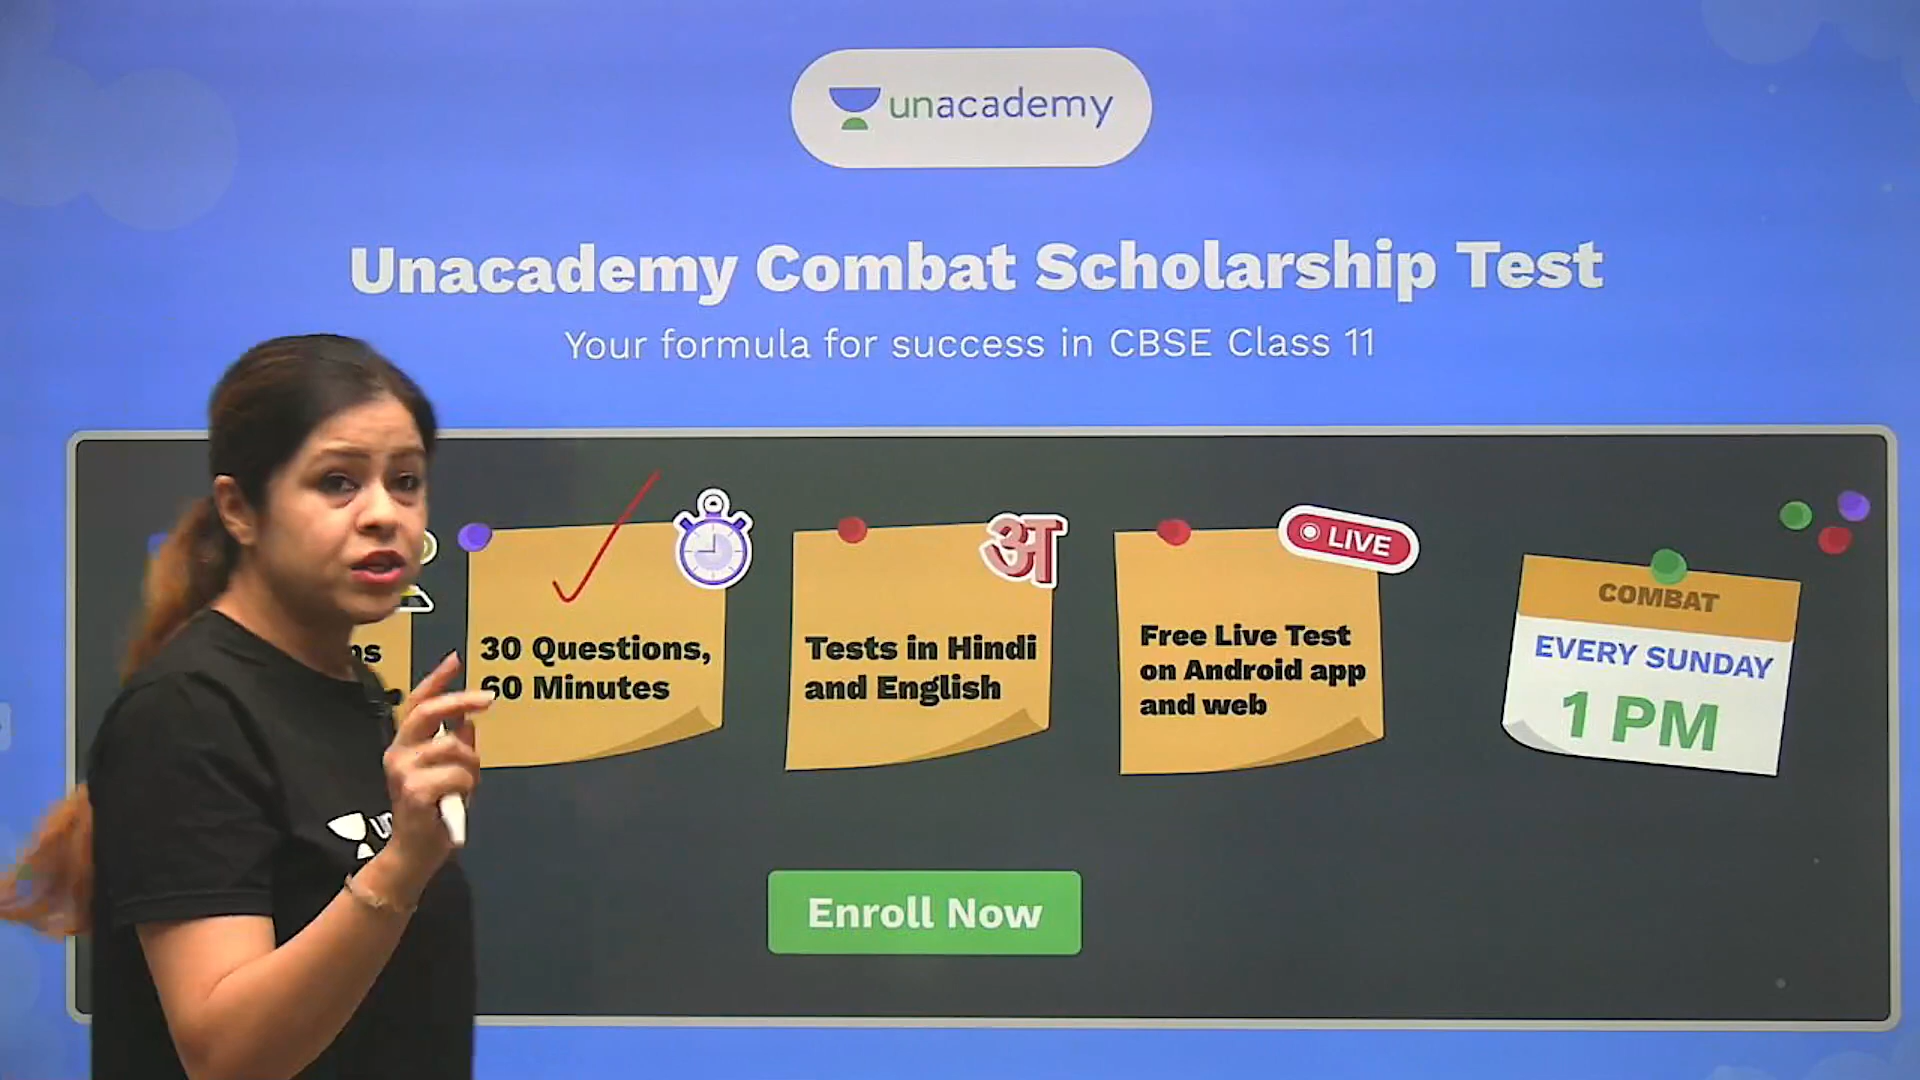 unacademy
Unacademy Combat Scholarship Test
Your formula for success in CBSE Class 11
30 Questions,
60 Minutes
अ
Tests in Hindi
and English
LIVE
Free Live Test
on Android app
and web
COMBAT
EVERY SUNDAY
1 PM
Enroll Now